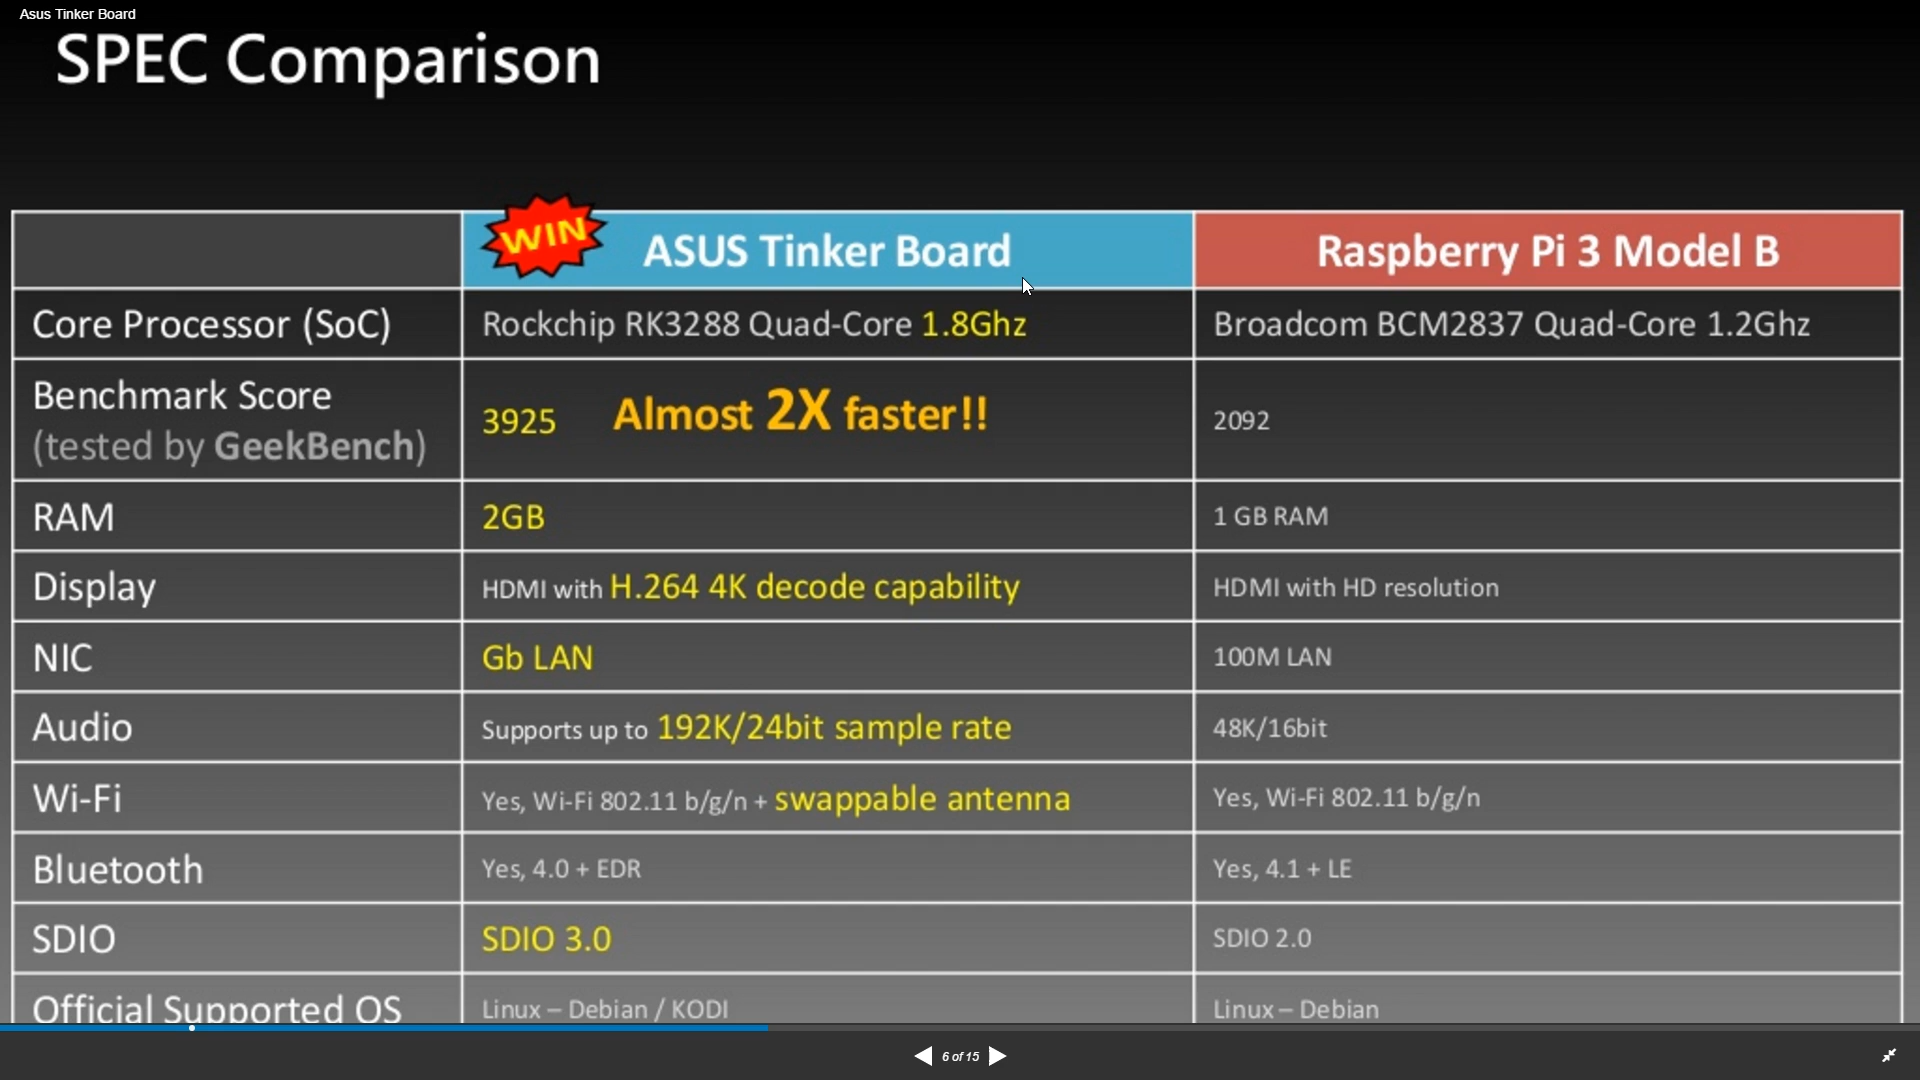 Asus Tinker Board
SPEC Comparison
WIN
ASUS Tinker Board
Raspberry Pi 3 Model B
Core Processor (SoC)
Rockchip RK3288 Quad-Core 1.8Ghz
Broadcom BCM2837 Quad-Core 1.2Ghz
Benchmark Score
(tested by GeekBench)
3925
Almost 2X faster!!
2092
RAM
2GB
1 GB RAM
Display
HDMI with H.264 4K decode capability
HDMI with HD resolution
NIC
Gb LAN
100M LAN
Audio
Supports up to 192K/24bit sample rate
48K/16bit
Wi-Fi
Yes, Wi-Fi 802.11 b/g/n + swappable antenna
Yes, Wi-Fi 802.11 b/g/n
Bluetooth
Yes, 4.0 + EDR
Yes, 4.1 + LE
SDIO
SDIO 3.0
SDIO 2.0
Official Supported OS
Linux – Debian / KODI
Linux – Debian
6 of 15